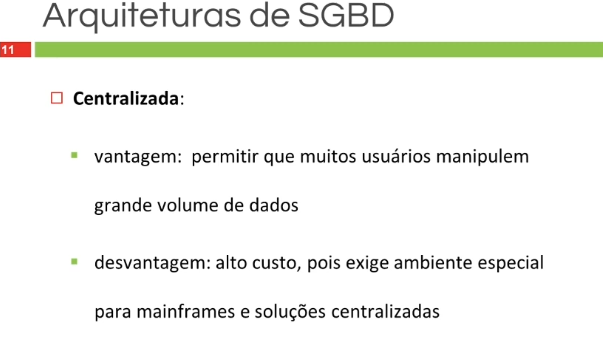 Arquiteturas de SGBD
11
Centralizada:
vantagem: permitir que muitos usuários manipulem
grande volume de dados
desvantagem: alto custo, pois exige ambiente especial
para mainframes e soluções centralizadas